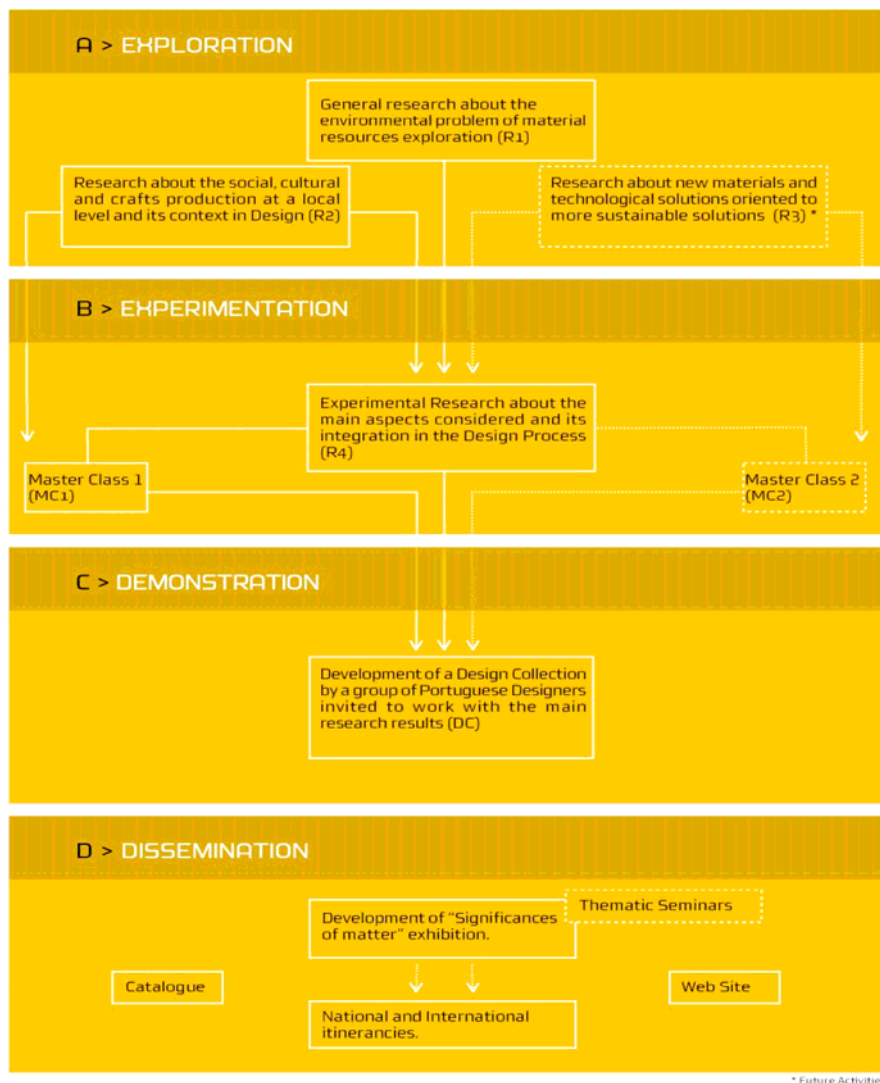 A > EXPLORATION
General research about the
environmental problem of material
resources exploration (R1)
Research about the social, cultural
and crafts production at a local
level and its context in Design (R2)
Research about new materials and
technological solutions oriented to
more sustainable solutions (R3) *
B > EXPERIMENTATION
Experimental Research about the
main aspects considered and its
integration in the Design Process
(R4)
Master Class 1
(MC1)
Master Class 2
(MC2)
C > DEMONSTRATION
Development of a Design Collection
by a group of Portuguese Designers
invited to work with the main
research results (DC)
D > DISSEMINATION
Thematic Seminars
Development of “Significances
of matter” exhibition.
Catalogue
Web Site
National and International
itinerancies.
* Future Activitie